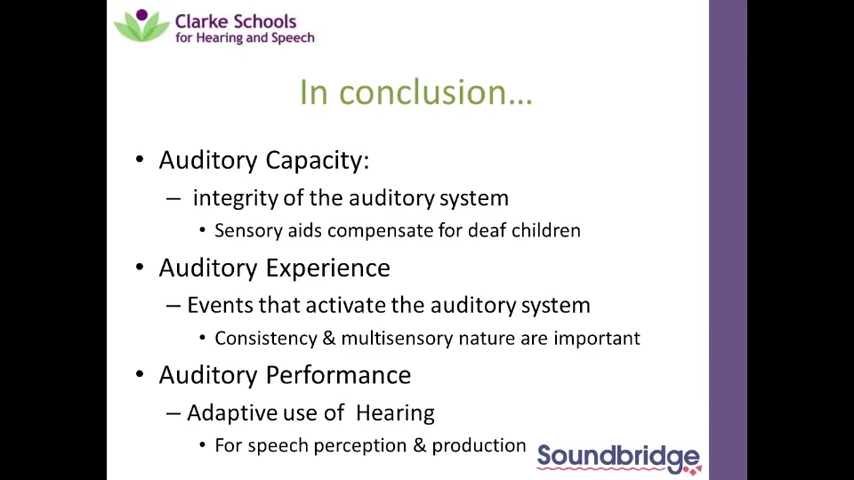 Clarke Schools
for Hearing and Speech
In conclusion...
• Auditory Capacity:
– integrity of the auditory system
• Sensory aids compensate for deaf children
• Auditory Experience
– Events that activate the auditory system
• Consistency & multisensory nature are important
• Auditory Performance
– Adaptive use of Hearing
• For speech perception & production
Soundbridge